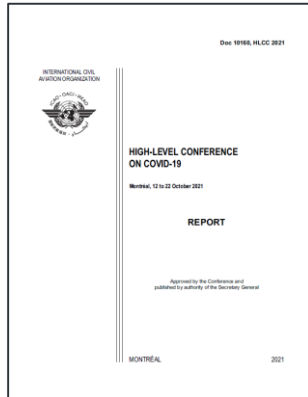 Doc 10160, HLCC 2021
INTERNATIONAL CIVIL
AVIATION ORGANIZATION
HIGH-LEVEL CONFERENCE
ON COVID-19
Montréal, 12 to 22 October 2021
REPORT
Approved by the Conference and
published by authority of the Secretary General
MONTRÉAL
2021